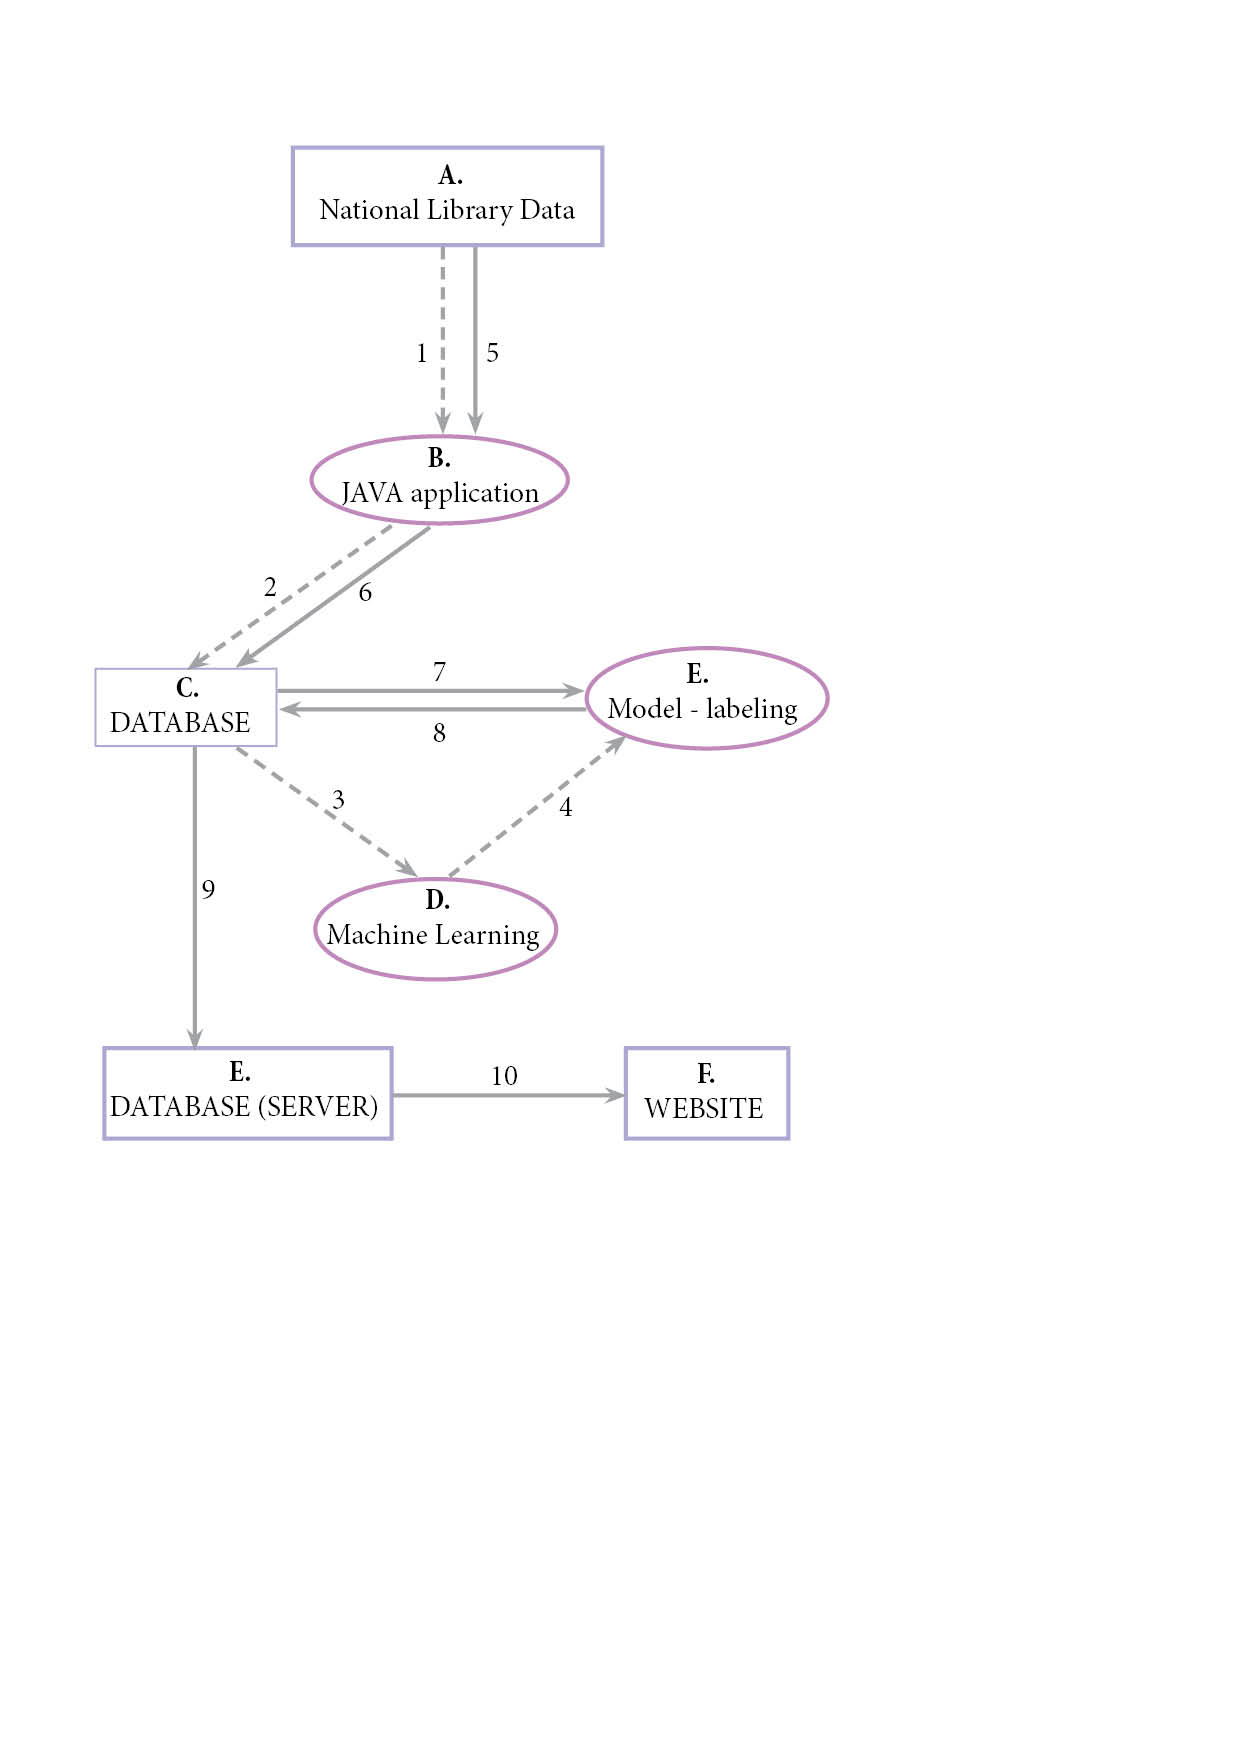 A.
National Library Data
1
5
B.
JAVA application
2
6
C.
DATABASE
7
8
E.
Model - labeling
3
4
D.
Machine Learning
9
E.
DATABASE (SERVER)
10
F.
WEBSITE